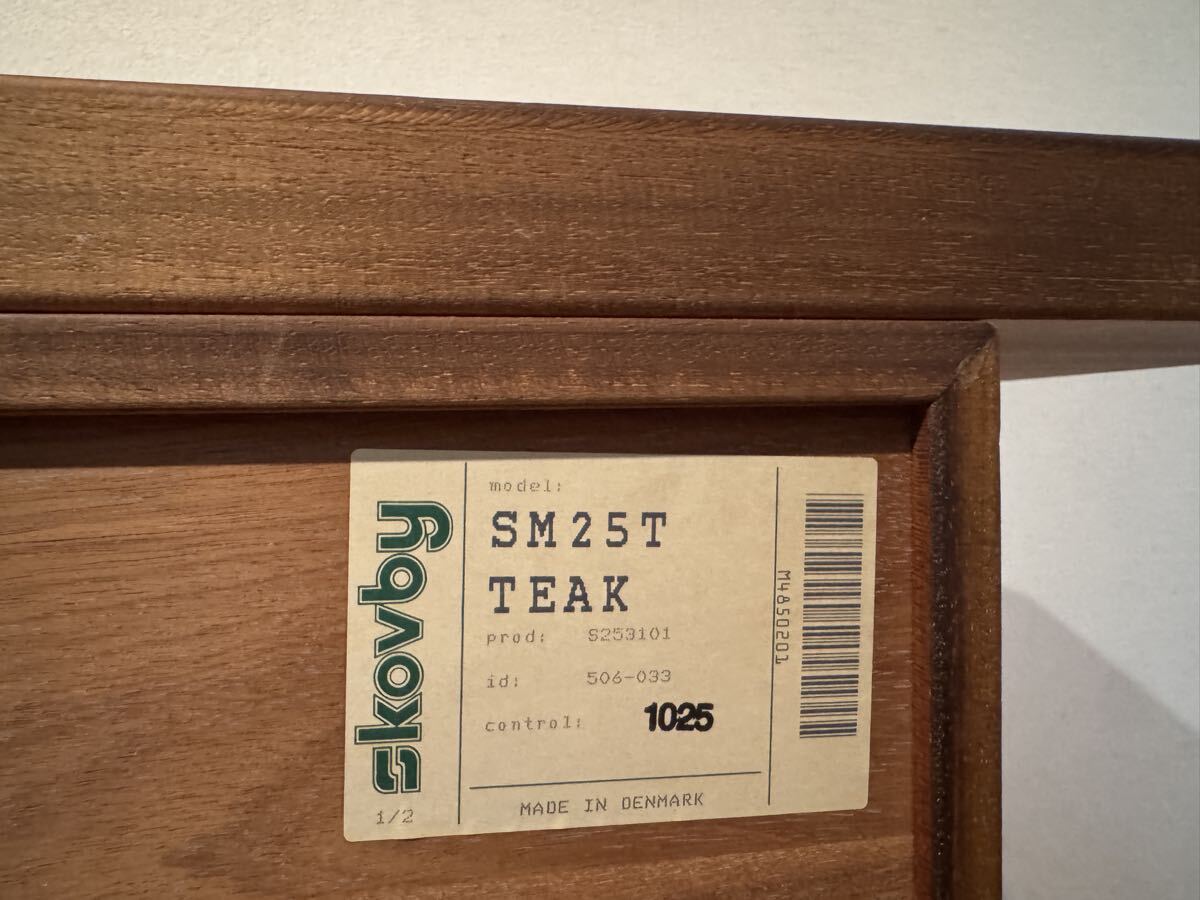 skovby
1/2
model:
SM25T
TEAK
prod: S253101
id: 506-033
control: 1025
MADE IN DENMARK
M4850201